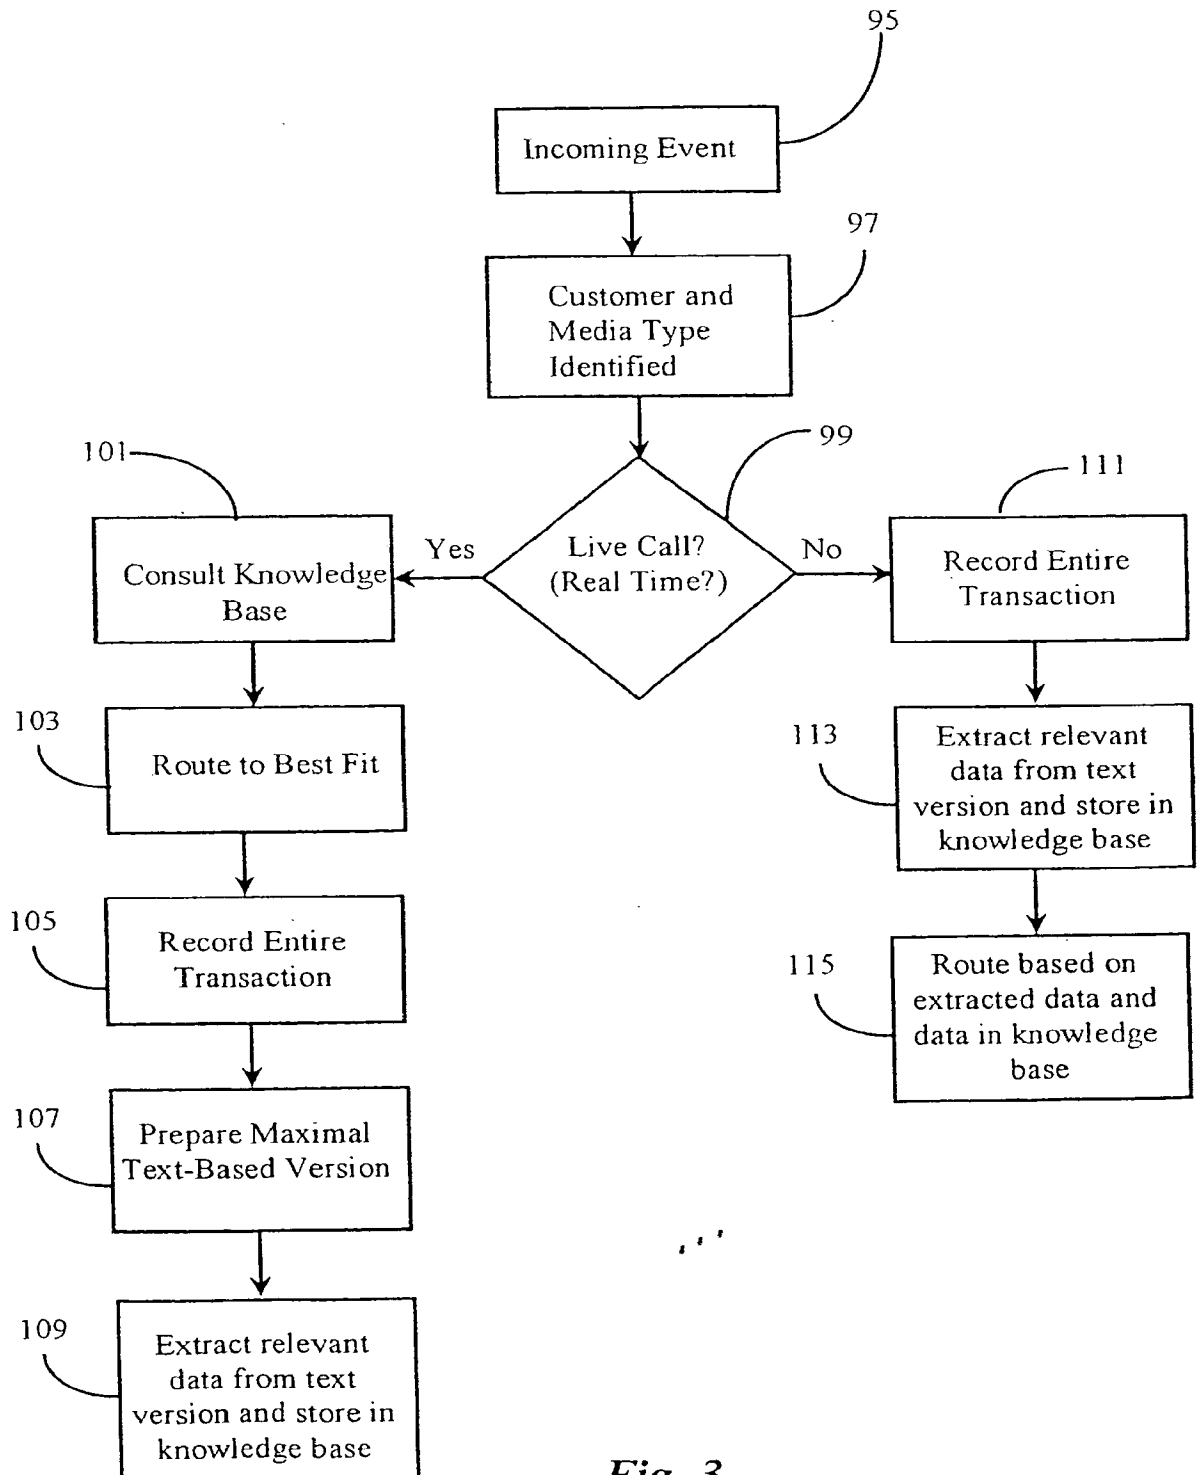 95
Incoming Event
97
Customer and
Media Type
Identified
99
Live Call?
(Real Time?)
Yes
No
101
Consult Knowledge
Base
103
Route to Best Fit
105
Record Entire
Transaction
107
Prepare Maximal
Text-Based Version
109
Extract relevant
data from text
version and store in
knowledge base
111
Record Entire
Transaction
113
Extract relevant
data from text
version and store in
knowledge base
115
Route based on
extracted data and
data in knowledge
base
Fig. 3